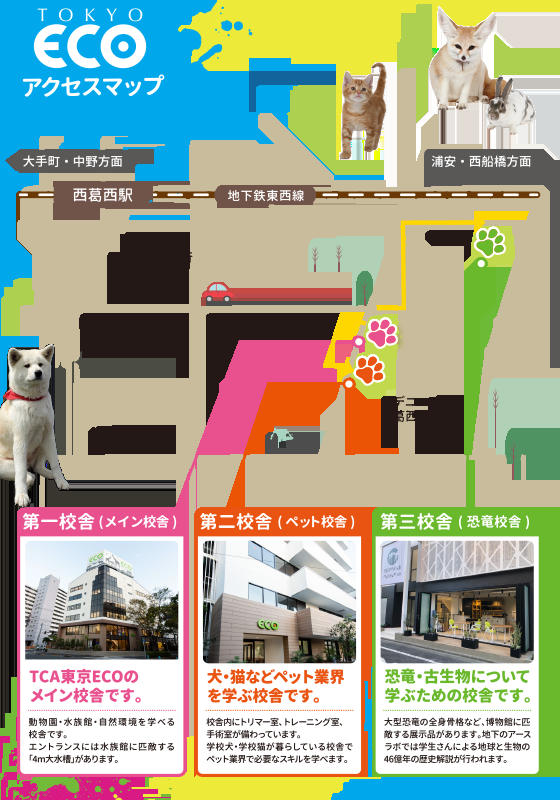 TOKYO
ECO
アクセスマップ
大手町・中野方面
浦安・西船橋方面
西葛西駅
地下鉄東西線
デニ
葛西
第一校舎 ( メイン校舎 )
第二校舎 ( ペット校舎 )
第三校舎 ( 恐竜校舎 )
eco
ECO
TCA東京ECOの
メイン校舎です。
動物園・水族館・自然環境を学べる
校舎です。
エントランスには水族館に匹敵する
「4m大水槽」があります。
犬・猫などペット業界
を学ぶ校舎です。
校舎内にトリマー室、トレーニング室、
手術室が備わっています。
学校犬・学校猫が暮らしている校舎で
ペット業界で必要なスキルを学べます。
恐竜・古生物について
学ぶための校舎です。
大型恐竜の全身骨格など、博物館に匹
敵する展示品があります。地下のアース
ラボでは学生さんによる地球と生物の
46億年の歴史解説が行われます。